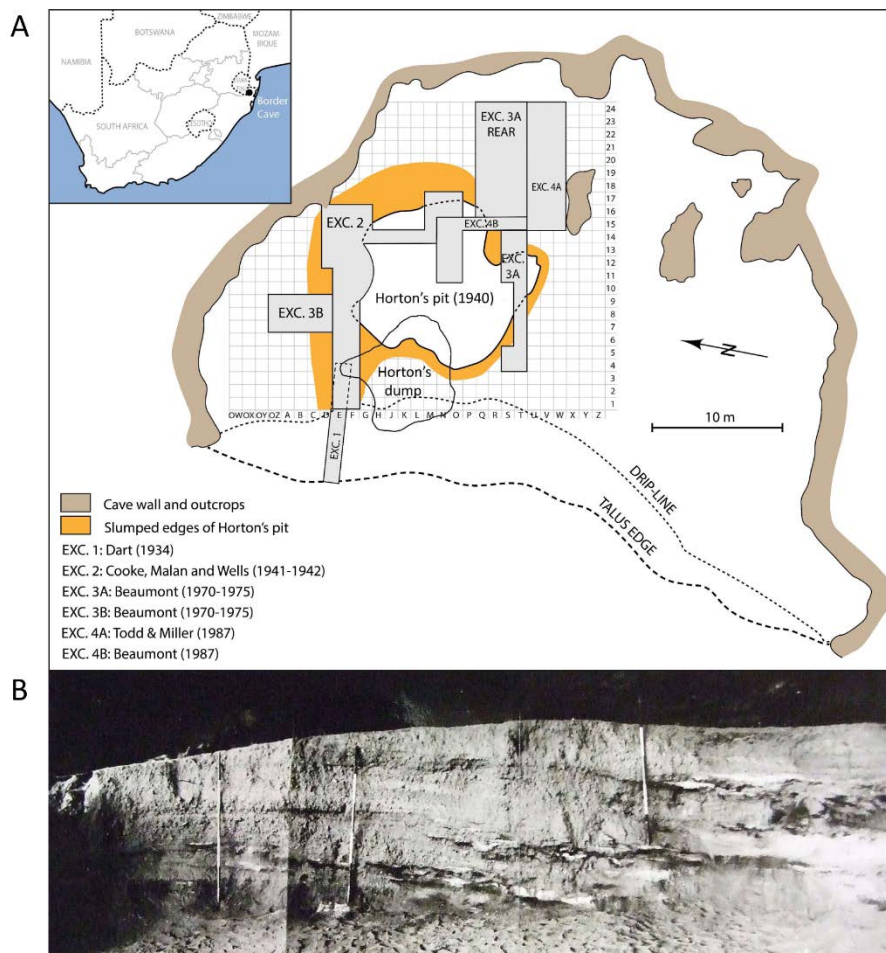 A
ZIMBABWE
BOTSWANA
MOZAM-
BIQUE
NAMIBIA
Border
Cave
SOUTH AFRICA
LESOTHO
EXC. 3A
REAR
EXC. 4A
EXC. 2
EXC. 4B
EXC.
3A
Horton's pit (1940)
EXC. 3B
Horton's
dump
EXC. 1
N
10 m
24
23
22
21
20
19
18
17
16
15
14
13
12
11
10
9
8
7
6
5
4
3
2
1
OW OX OY OZ A B C D E F G H I J K L M N O P Q R S T U V W X Y Z
DRIP-LINE
TALUS EDGE
Cave wall and outcrops
Slumped edges of Horton's pit
EXC. 1: Dart (1934)
EXC. 2: Cooke, Malan and Wells (1941-1942)
EXC. 3A: Beaumont (1970-1975)
EXC. 3B: Beaumont (1970-1975)
EXC. 4A: Todd & Miller (1987)
EXC. 4B: Beaumont (1987)
B